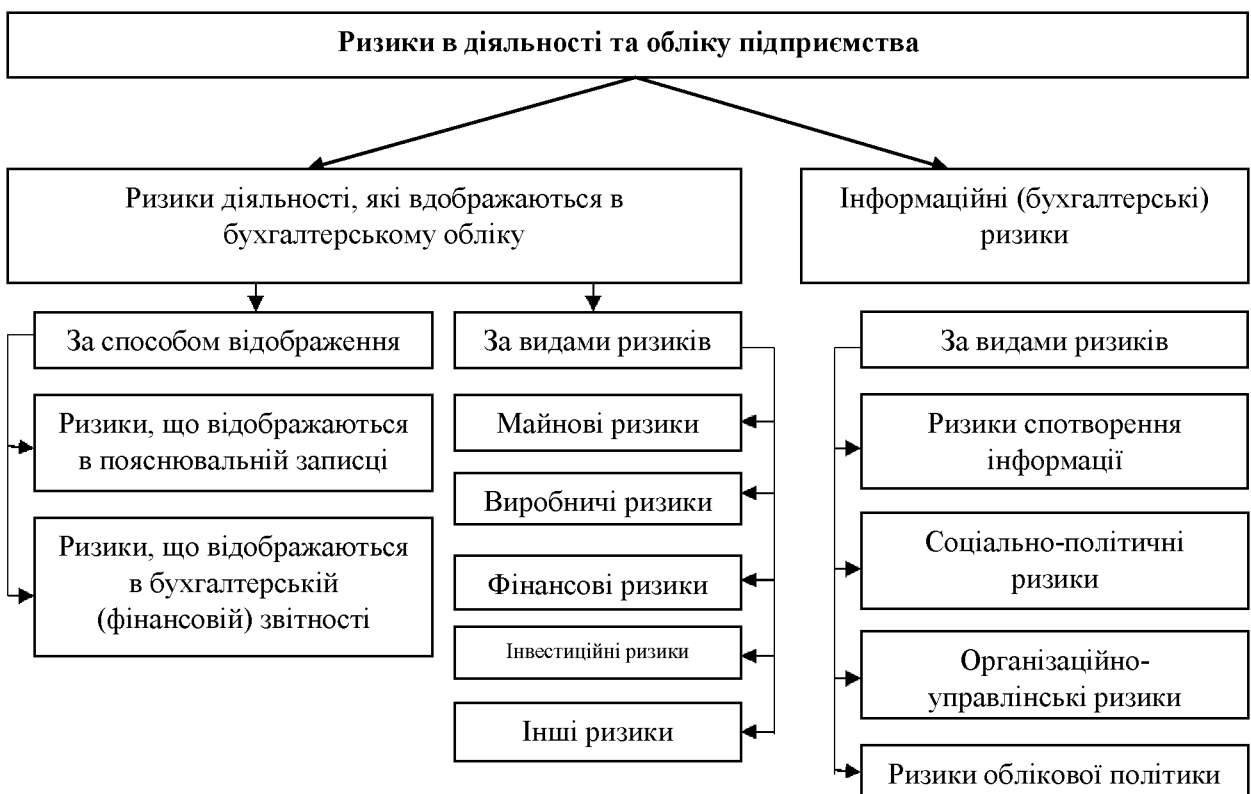 Ризики в діяльності та обліку підприємства
Ризики діяльності, які вдображаються в
бухгалтерському обліку
Інформаційні (бухгалтерські)
ризики
За способом відображення
Ризики, що відображаються
в пояснювальній записці
Ризики, що відображаються
в бухгалтерській
(фінансовій) звітності
За видами ризиків
Майнові ризики
Виробничі ризики
Фінансові ризики
Інвестиційні ризики
Інші ризики
За видами ризиків
Ризики спотворення
інформації
Соціально-політичні
ризики
Організаційно-
управлінські ризики
Ризики облікової політики